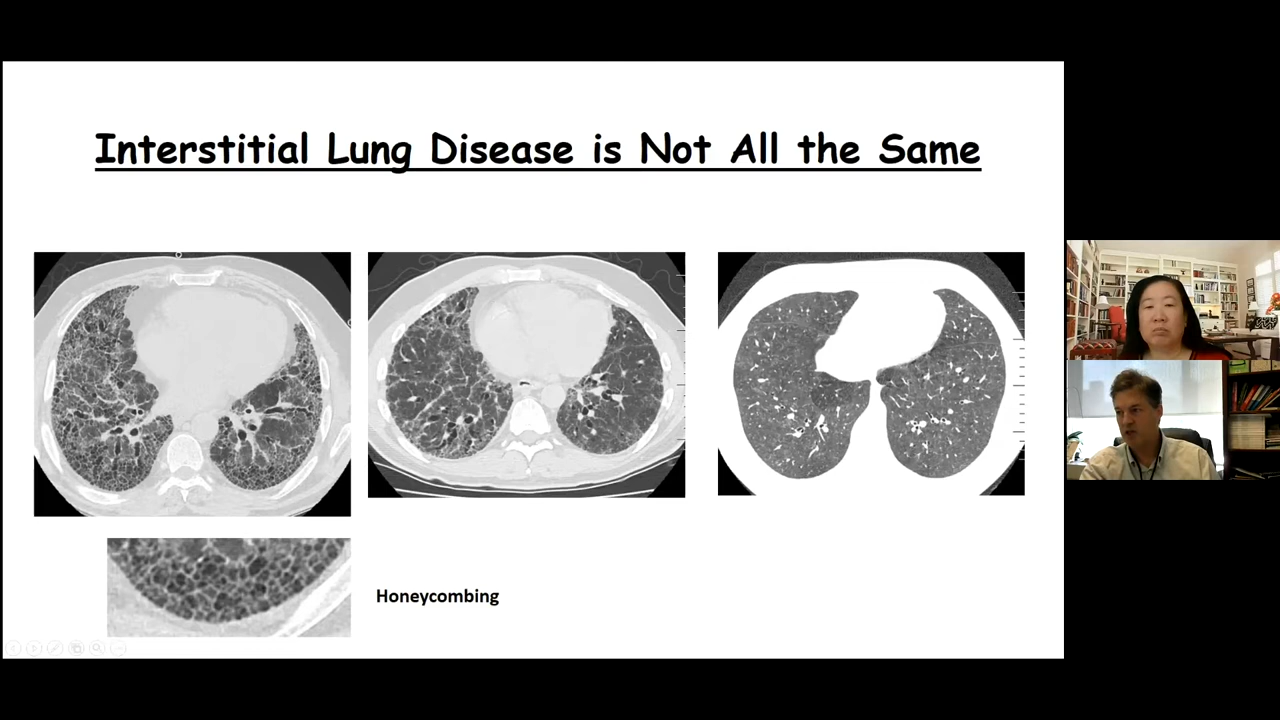 Interstitial Lung Disease is Not All the Same
Honeycombing